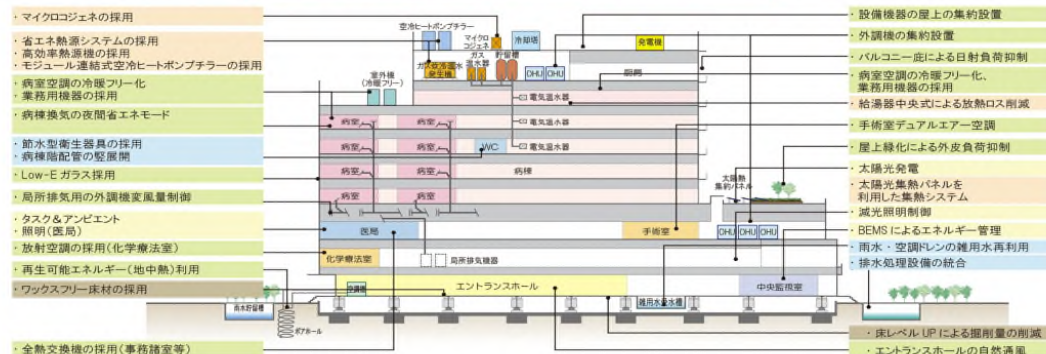 ・マイクロコジェネの採用
・省エネ熱源システムの採用
・高効率熱源機の採用
・モジュール連結式空冷ヒートポンプチラーの採用
・病室空調の冷暖フリー化
・業務用機器の採用
・病棟換気の夜間省エネモード
・節水型衛生器具の採用
・病棟階配管の竪展開
・Low-E ガラス採用
・局所排気用の外調機変風量制御
・タスク&アンビエント
・照明(医局)
・放射空調の採用(化学療法室)
・再生可能エネルギー(地中熱)利用
・ワックスフリー床材の採用
・全熱交換機の採用(事務諸室等)
空冷ヒートポンプチラー
マイクロ
コジェネ
冷却塔
発電機
ガス吸冷温水
発生機
ガス
温水器
貯留槽
OHU
OHU
厨房
室外機
(冷暖フリー)
電気温水器
病室
病室
電気温水器
病室
病室
WC
電気温水器
病室
病室
病棟
病室
病室
太陽熱
集約パネル
医局
手術室
OHU
OHU
OHU
化学療法室
局所排気機器
空調機
エントランスホール
中央監視室
雨水貯留槽
ボアホール
雑用水量水槽
・設備機器の屋上の集約設置
・外調機の集約設置
・バルコニー庇による日射負荷抑制
・病室空調の冷暖フリー化、
業務用機器の採用
・給湯器中央式による放熱ロス削減
・手術室デュアルエアー空調
・屋上緑化による外皮負荷抑制
・太陽光発電
・太陽光集熱パネルを
利用した集熱システム
・減光照明制御
・BEMSによるエネルギー管理
・雨水・空調ドレンの雑用水再利用
・排水処理設備の統合
・床レベルUPによる掘削量の削減
・エントランスホールの自然通風